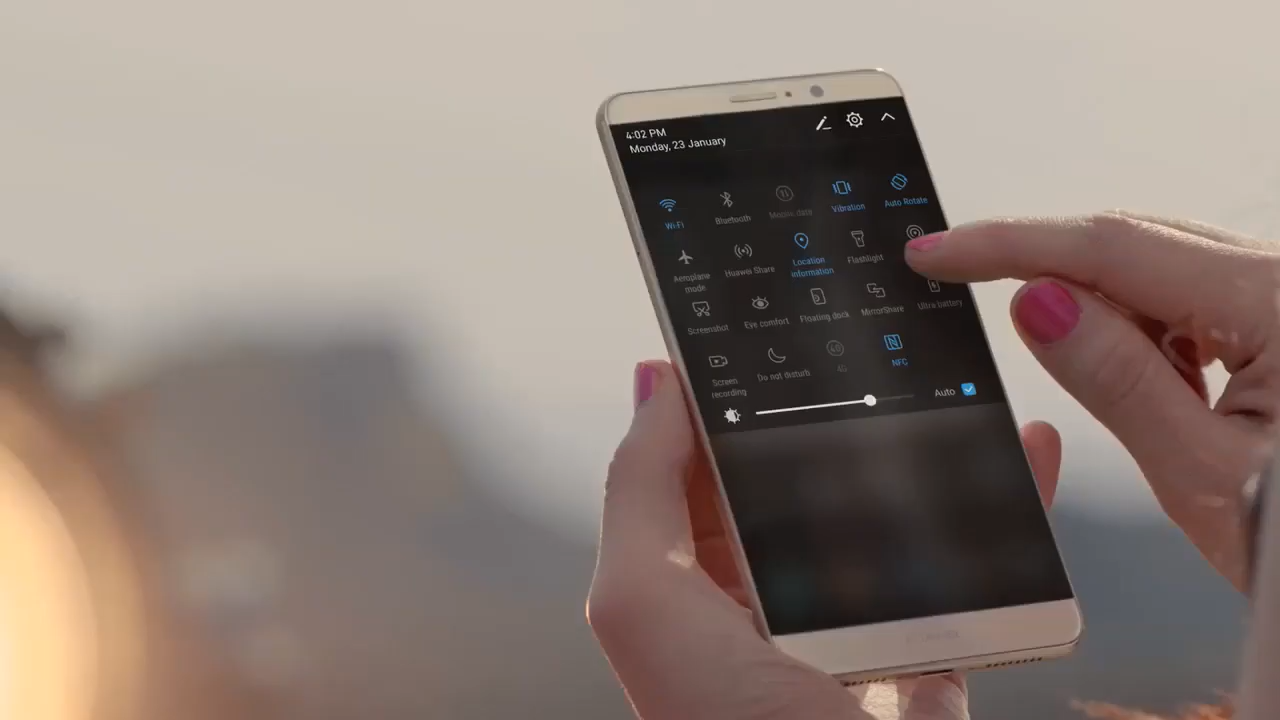 4:02 PM
Monday, 23 January
Wi-Fi
Bluetooth
Mobile data
Vibration
Auto Rotate
Aeroplane
mode
Huawei Share
Location
information
Flashlight
Screenshot
Eye comfort
Floating dock
MirrorShare
Ultra battery
Screen
recording
Do not disturb
4G
NFC
Auto